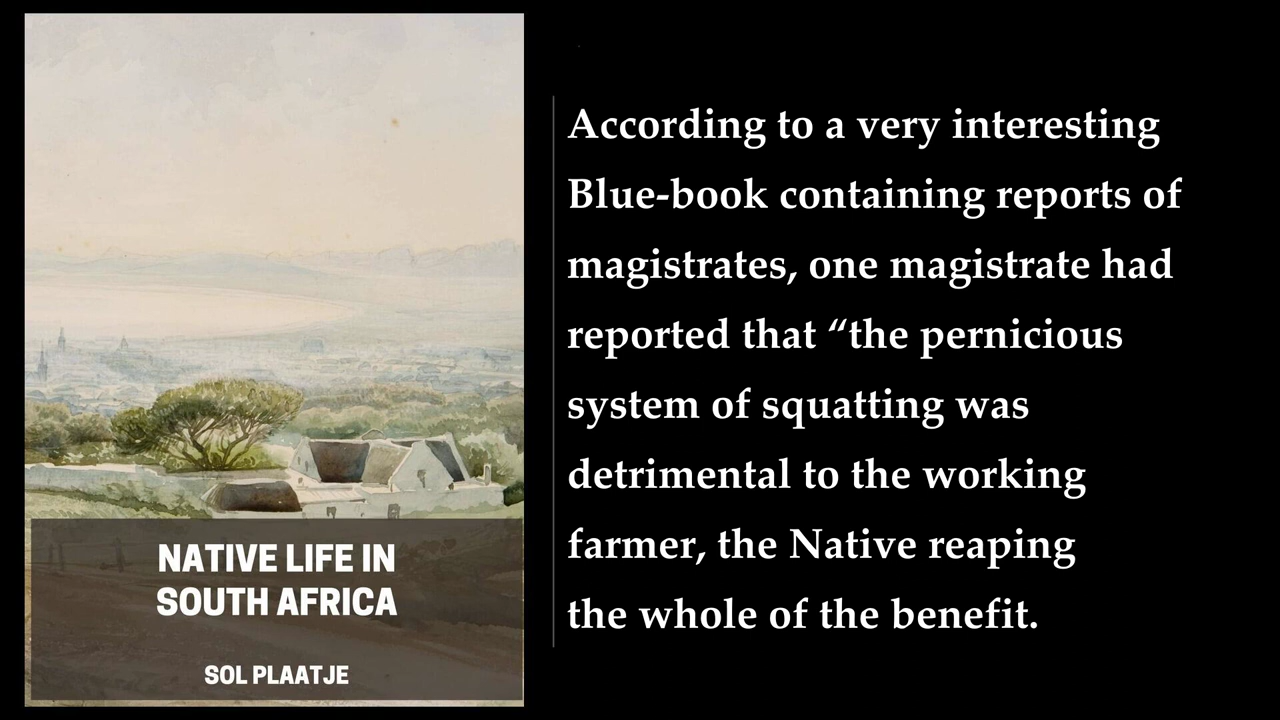 NATIVE LIFE IN
SOUTH AFRICA
SOL PLAATJE
According to a very interesting
Blue-book containing reports of
magistrates, one magistrate had
reported that “the pernicious
system of squatting was
detrimental to the working
farmer, the Native reaping
the whole of the benefit.